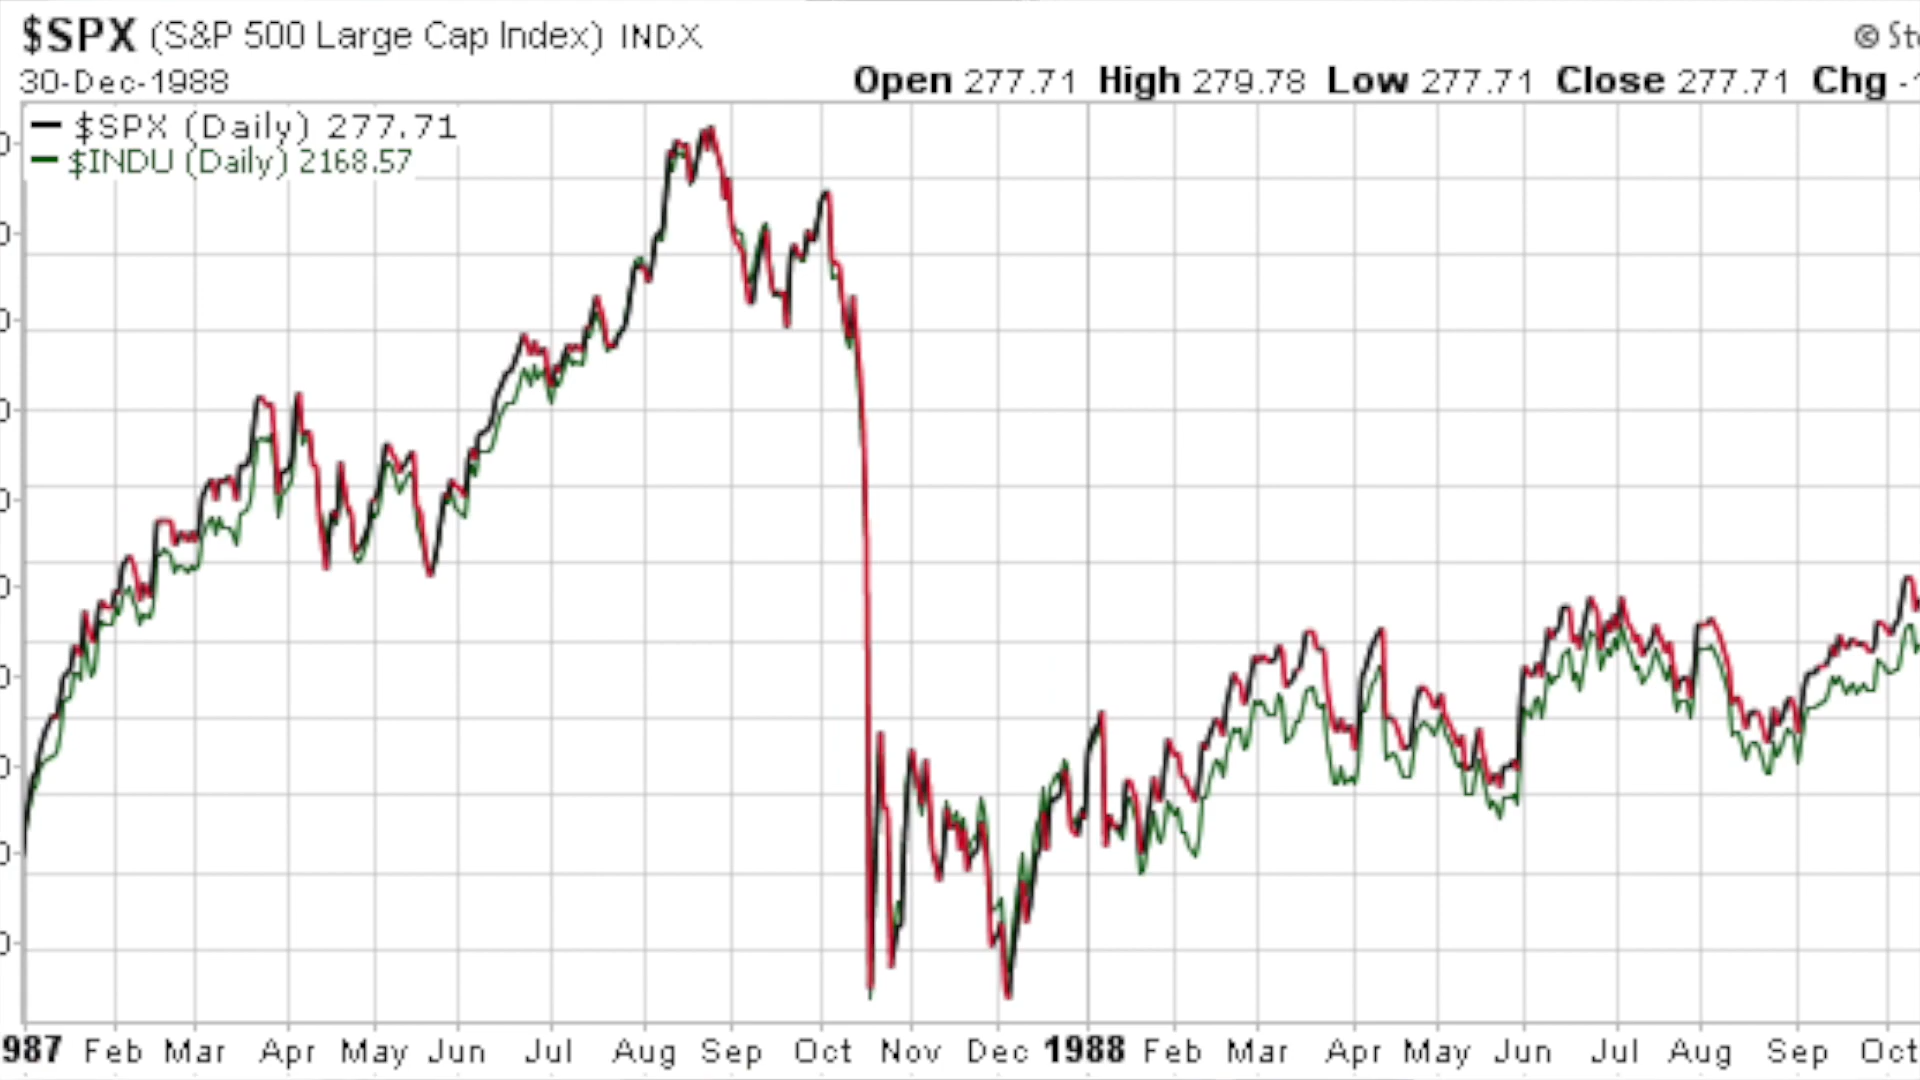 $SPX (S&P 500 Large Cap Index) INDX
30-Dec-1988 Open 277.71 High 279.78 Low 277.71 Close 277.71 Chg
$SPX (Daily) 277.71
$INDU (Daily) 2168.57
987 Feb Mar Apr May Jun Jul Aug Sep Oct Nov Dec 1988 Feb Mar Apr May Jun Jul Aug Sep Oct